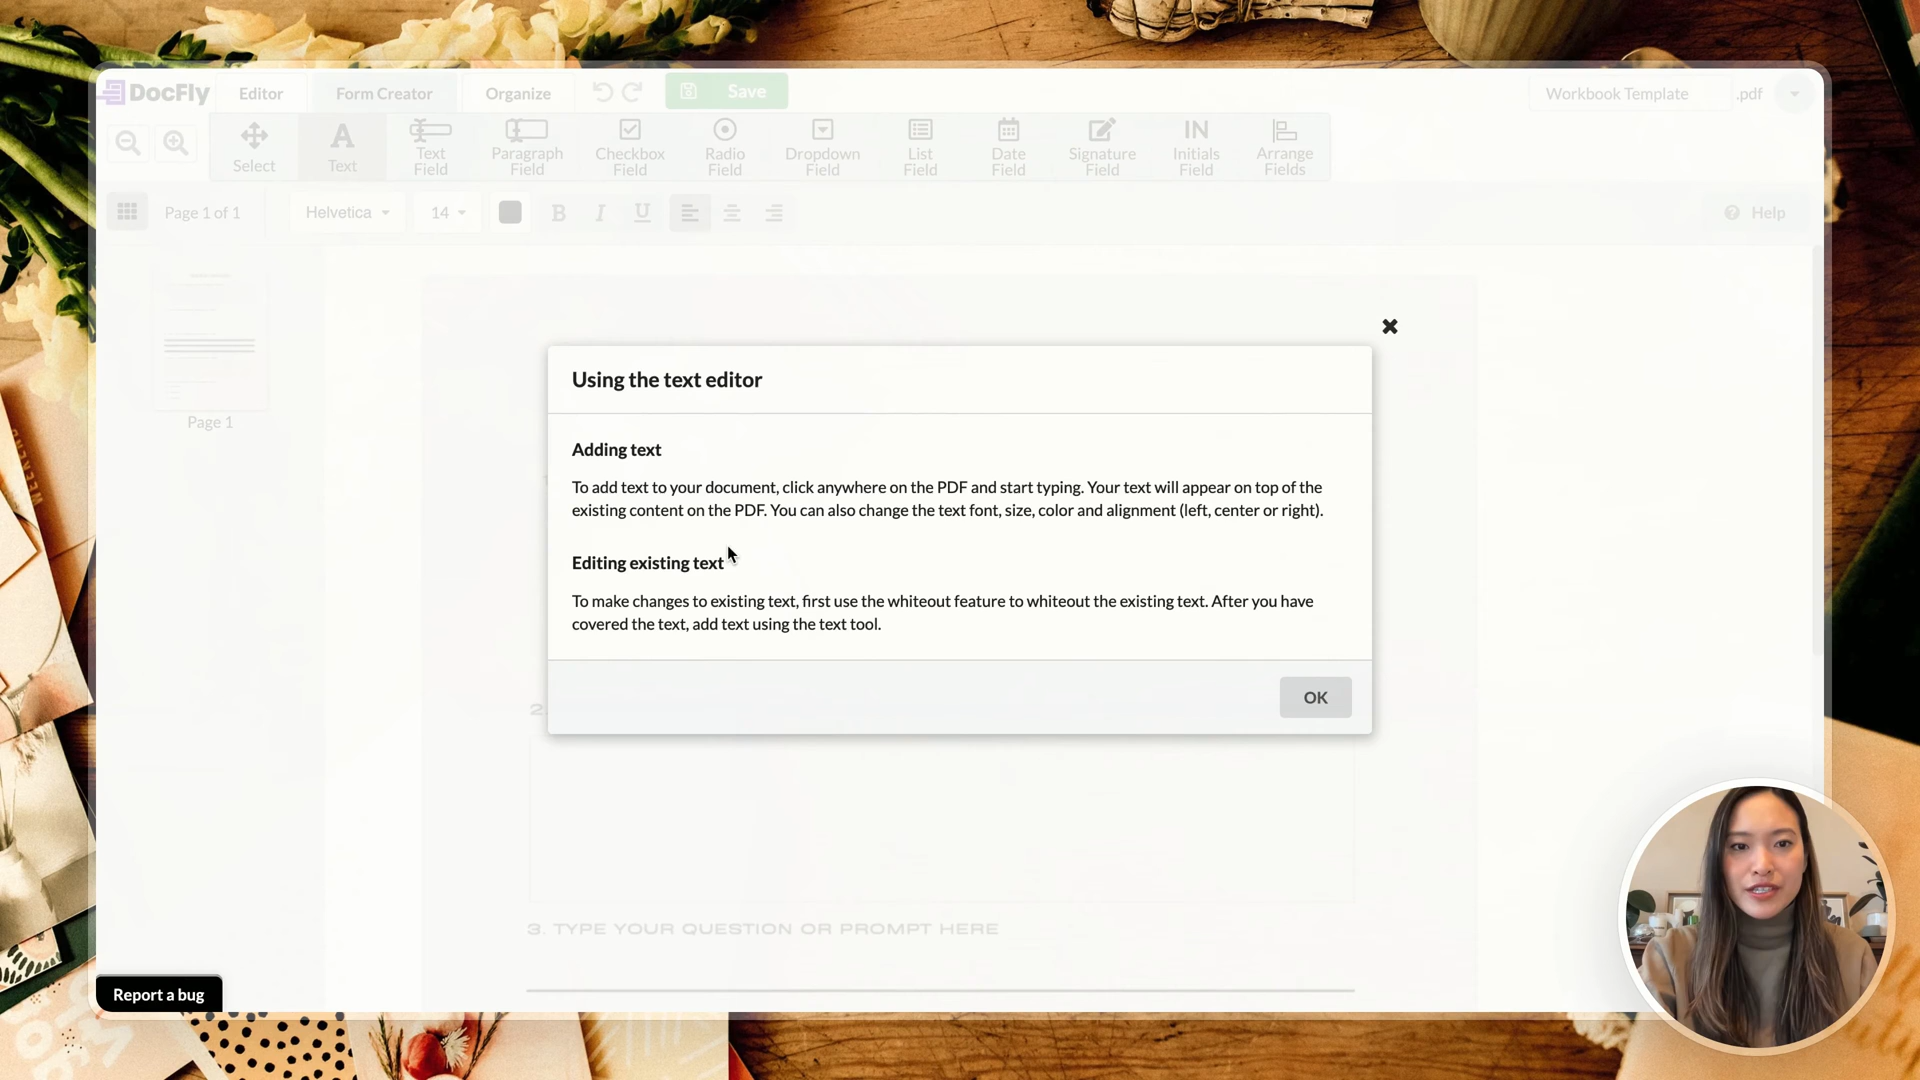 DocFly
Editor
Form Creator
Organize
Save
Workbook Template
.pdf
Select
Text
Text
Field
Paragraph
Field
Checkbox
Field
Radio
Field
Dropdown
Field
List
Field
Date
Field
IN
Signature
Field
Initials
Field
Arrange
Fields
Page 1 of 1
Helvetica
14
B
I
U
Help
Page 1
Using the text editor
Adding text
To add text to your document, click anywhere on the PDF and start typing. Your text will appear on top of the
existing content on the PDF. You can also change the text font, size, color and alignment (left, center or right).
Editing existing text
To make changes to existing text, first use the whiteout feature to whiteout the existing text. After you have
covered the text, add text using the text tool.
OK
2.
3. TYPE YOUR QUESTION OR PROMPT HERE
Report a bug